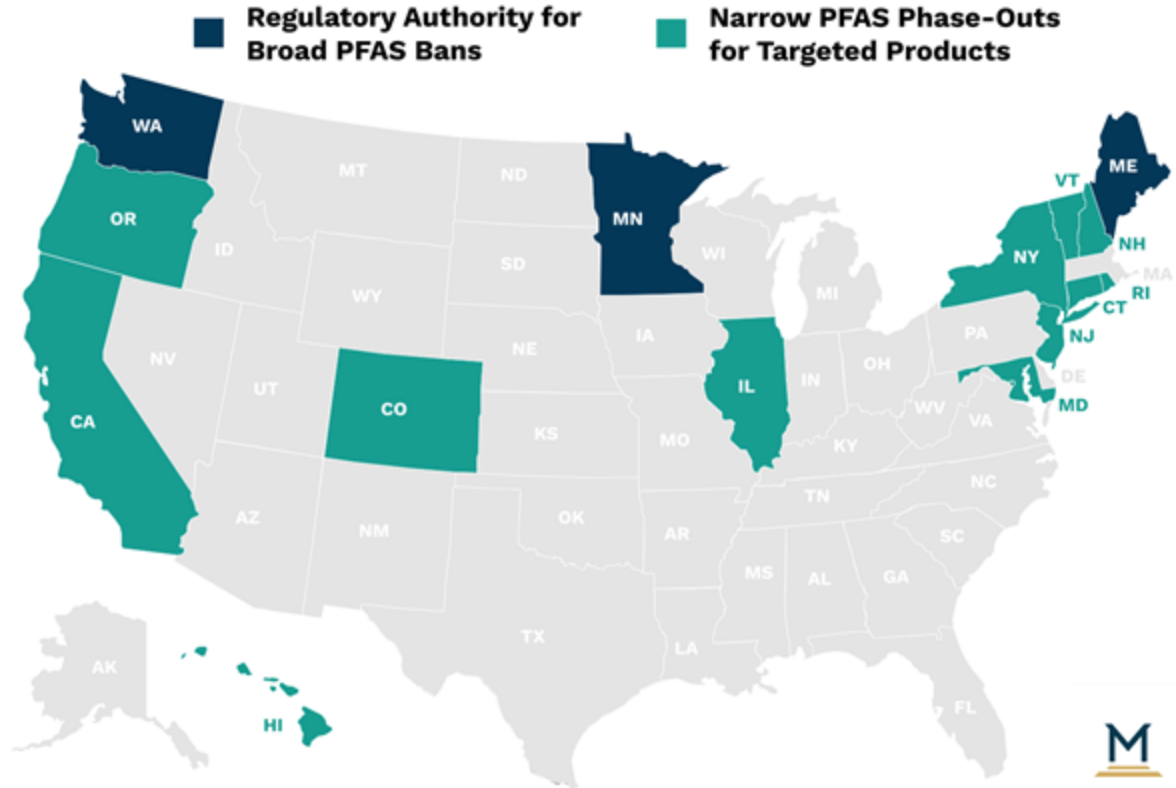 Regulatory Authority for
Broad PFAS Bans
Narrow PFAS Phase-Outs
for Targeted Products
WA
MT
ND
MN
ME
VT
OR
ID
SD
WI
NY
NH
MA
WY
MI
RI
CT
IA
PA
NJ
NV
NE
OH
UT
CO
IL
IN
DE
MD
CA
KS
MO
WV
VA
KY
AZ
NM
OK
TN
NC
AR
SC
MS
AL
GA
TX
LA
AK
HI
FL
M